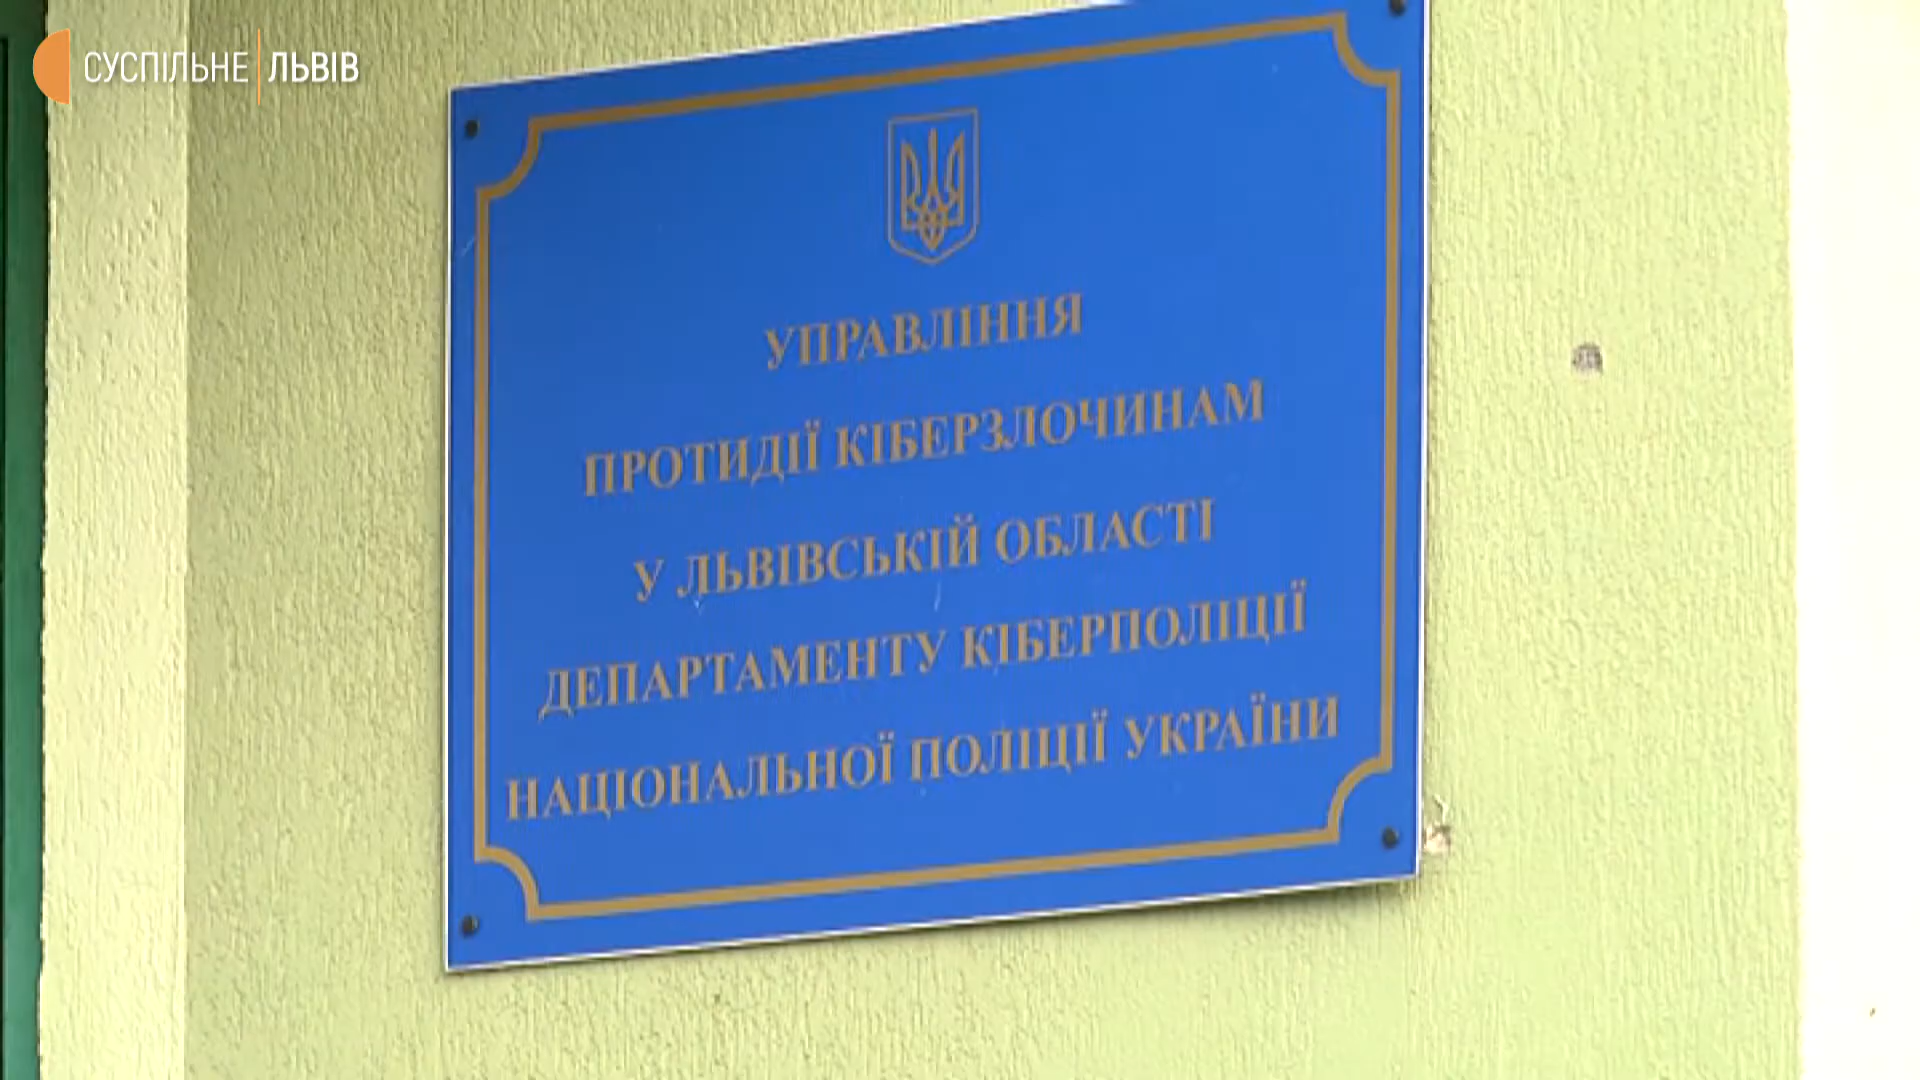 СУСПІЛЬНЕ ЛЬВІВ
УПРАВЛІННЯ
ПРОТИДІЇ КІБЕРЗЛОЧИНАМ
У ЛЬВІВСЬКІЙ ОБЛАСТІ
ДЕПАРТАМЕНТУ КІБЕРПОЛІЦІЇ
НАЦІОНАЛЬНОЇ ПОЛІЦІЇ УКРАЇНИ